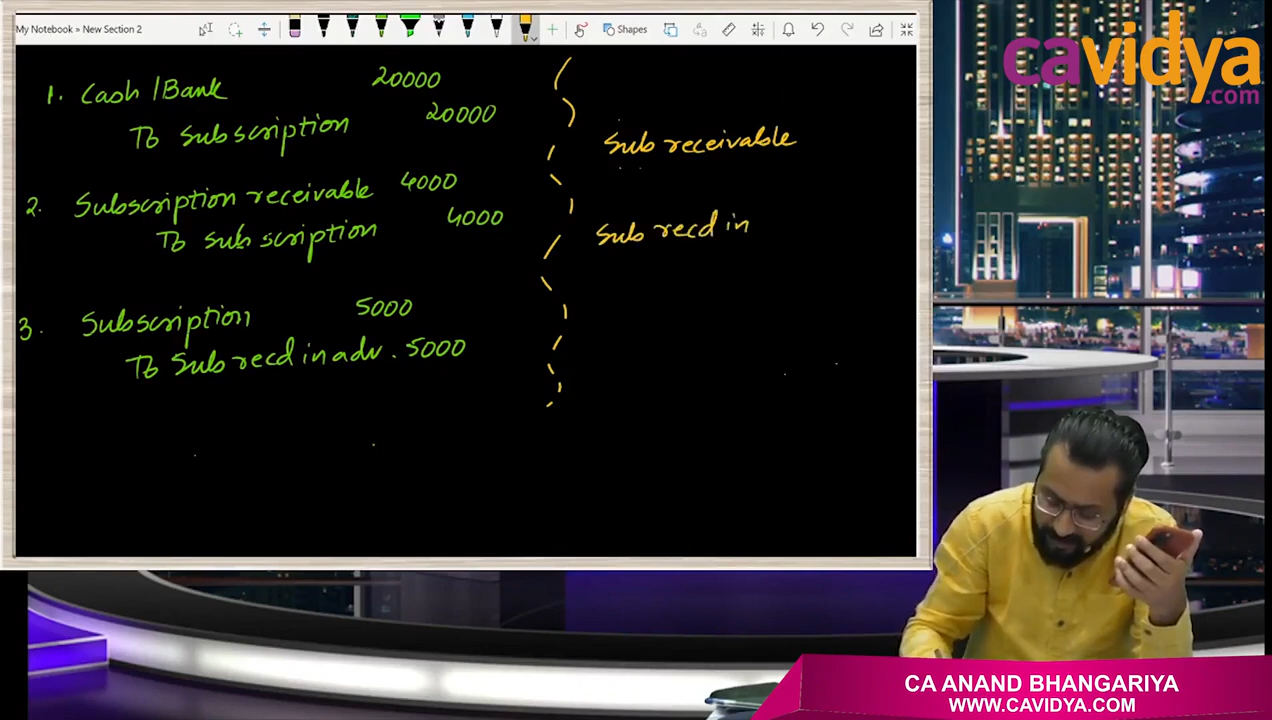 My Notebook » New Section 2
Shapes
1. Cash / Bank 20000
To Subscription 20000
2. Subscription receivable 4000
To Subscription 4000
3. Subscription 5000
To Sub recd in adv. 5000
Sub receivable
Sub recd in
cavidya
.com
CA ANAND BHANGARIYA
WWW.CAVIDYA.COM